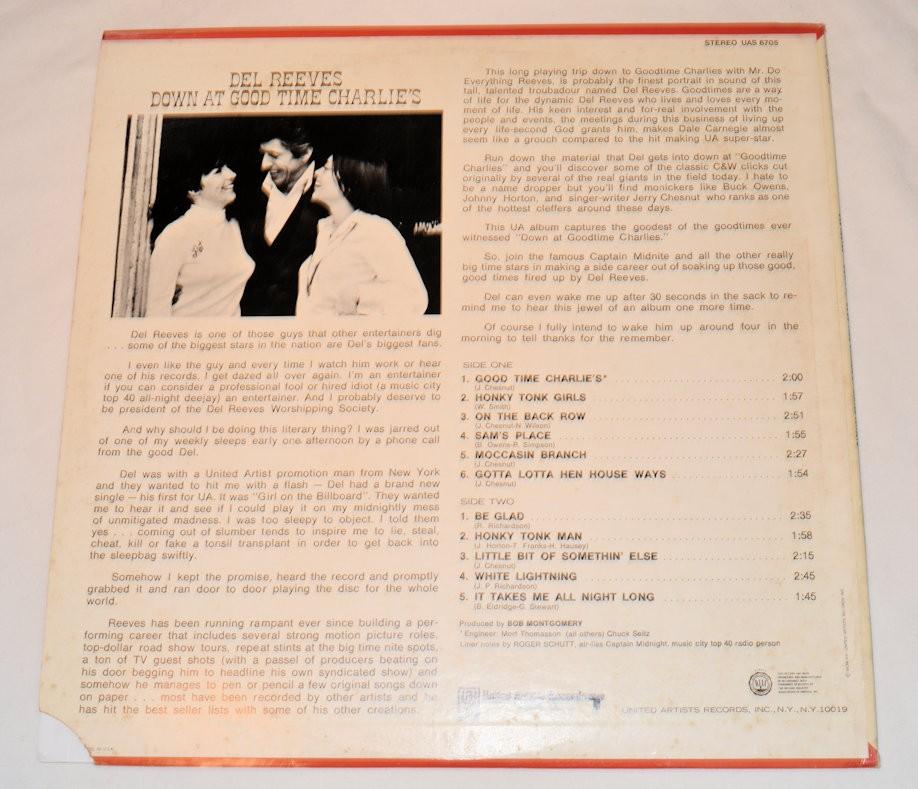 STEREO UAS 6705
DEL REEVES
DOWN AT GOOD TIME CHARLIE'S
Del Reeves is one of those guys that other entertainers dig
. . . some of the biggest stars in the nation are Del's biggest fans.
I even like the guy and every time I watch him work or hear
one of his records, I get dazed all over again. I'm an entertainer
if you can consider a professional fool or hired idiot (a music city
top 40 all-night deejay) an entertainer. And I probably deserve to
be president of the Del Reeves Worshipping Society.
And why should I be doing this literary thing? I was jarred out
of one of my weekly sleeps early one afternoon by a phone call
from the good Del.
Del was with a United Artist promotion man from New York
and they wanted to hit me with a flash — Del had a brand new
single — his first for UA. It was "Girl on the Billboard". They wanted
me to hear it and see if I could play it on my midnightly mess
of unmitigated madness. I was too sleepy to object. I told them
yes . . . coming out of slumber tends to inspire me to lie, steal,
cheat, kill or fake a tonsil transplant in order to get back into
the sleepbag swiftly.
Somehow I kept the promise, heard the record and promptly
grabbed it and ran door to door playing the disc for the whole
world.
Reeves has been running rampant ever since building a per-
forming career that includes several strong motion picture roles,
top-dollar road show tours, repeat stints at the big time nite spots,
a ton of TV guest shots (with a passel of producers beating on
his door begging him to headline his own syndicated show) and
somehow he manages to pen or pencil a few original songs down
on paper . . . most have been recorded by other artists and he
has hit the best seller lists with some of his other creations.
This long playing trip down to Goodtime Charlies with Mr. Do
Everything Reeves, is probably the finest portrait in sound of this
tall, talented troubadour named Del Reeves. Goodtimes are a way
of life for the dynamic Del Reeves who lives and loves every mo-
ment of life. His keen interest and for-real involvement with the
people and events, the meetings during this business of living up
every life-second God grants him, makes Dale Carnegie almost
seem like a grouch compared to the hit making UA super-star.
Run down the material that Del gets into down at "Goodtime
Charlies" and you'll discover some of the classic C&W clicks cut
originally by several of the real giants in the field today. I hate to
be a name dropper but you'll find monickers like Buck Owens,
Johnny Horton, and singer-writer Jerry Chesnut who ranks as one
of the hottest cleffers around these days.
This UA album captures the goodest of the goodtimes ever
witnessed "Down at Goodtime Charlies."
So, join the famous Captain Midnite and all the other really
big time stars in making a side career out of soaking up those good,
good times fired up by Del Reeves.
Del can even wake me up after 30 seconds in the sack to re-
mind me to hear this jewel of an album one more time.
Of course I fully intend to wake him up around four in the
morning to tell thanks for the remember.
SIDE ONE
1. GOOD TIME CHARLIE'S* 2:00
(J. Chesnut)
2. HONKY TONK GIRLS 1:57
(W. Smith)
3. ON THE BACK ROW 2:51
(J. Chesnut-N. Wilson)
4. SAM'S PLACE 1:55
(B. Owens-R. Simpson)
5. MOCCASIN BRANCH 2:27
(J. Chesnut)
6. GOTTA LOTTA HEN HOUSE WAYS 1:54
(J. Chesnut)
SIDE TWO
1. BE GLAD 2:35
(R. Richardson)
2. HONKY TONK MAN 1:58
(J. Horton-T. Franks-H. Hausey)
3. LITTLE BIT OF SOMETHIN' ELSE 2:15
(J. Chesnut)
4. WHITE LIGHTNING 2:45
(J. P. Richardson)
5. IT TAKES ME ALL NIGHT LONG 1:45
(B. Eldridge-G. Stewart)
Produced by BOB MONTGOMERY
*Engineer: Mort Thomasson (all others) Chuck Seitz
Liner notes by ROGER SCHUTT, air-lies Captain Midnight, music city top 40 radio person
UNITED ARTISTS RECORDS, INC., N.Y., N.Y. 10019